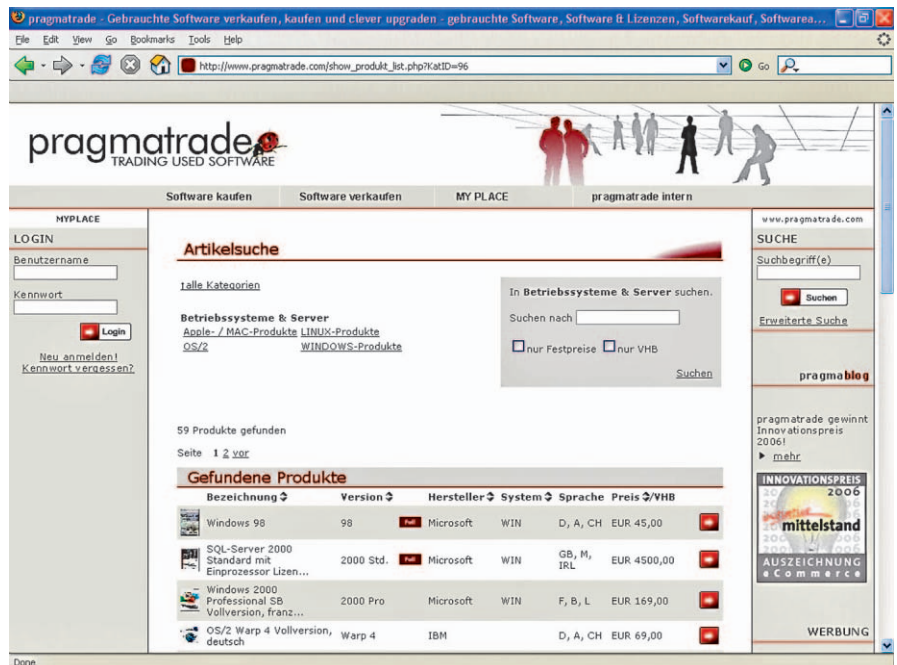 pragmatrade - Gebrauchte Software verkaufen, kaufen und clever upgraden - gebrauchte Software, Software & Lizenzen, Softwarekauf, Softwarea...
File Edit View Go Bookmarks Tools Help
http://www.pragmatrade.com/show_produkt_list.php?KatID=96
Go
pragmatrade
TRADING USED SOFTWARE
Software kaufen Software verkaufen MY PLACE pragmatrade intern
MYPLACE
LOGIN
Benutzername
Kennwort
Login
Neu anmelden!
Kennwort vergessen?
Artikelsuche
↑alle Kategorien
Betriebssysteme & Server
Apple- / MAC-Produkte LINUX-Produkte
OS/2 WINDOWS-Produkte
In Betriebssysteme & Server suchen.
Suchen nach
nur Festpreise nur VHB
Suchen
59 Produkte gefunden
Seite 1 2 vor
Gefundene Produkte
Bezeichnung Version Hersteller System Sprache Preis /VHB
Windows 98 98 Full Microsoft WIN D, A, CH EUR 45,00
SQL-Server 2000
Standard mit
Einprozessor Lizen... 2000 Std. Full Microsoft WIN GB, M,
IRL EUR 4500,00
Windows 2000
Professional SB
Vollversion, franz... 2000 Pro Microsoft WIN F, B, L EUR 169,00
OS/2 Warp 4 Vollversion,
deutsch Warp 4 IBM D, A, CH EUR 69,00
www.pragmatrade.com
SUCHE
Suchbegriff(e)
Suchen
Erweiterte Suche
pragmablog
pragmatrade gewinnt
Innovationspreis
2006!
mehr
INNOVATIONSPREIS
2006
initiative
mittelstand
AUSZEICHNUNG
eCommerce
WERBUNG
Done